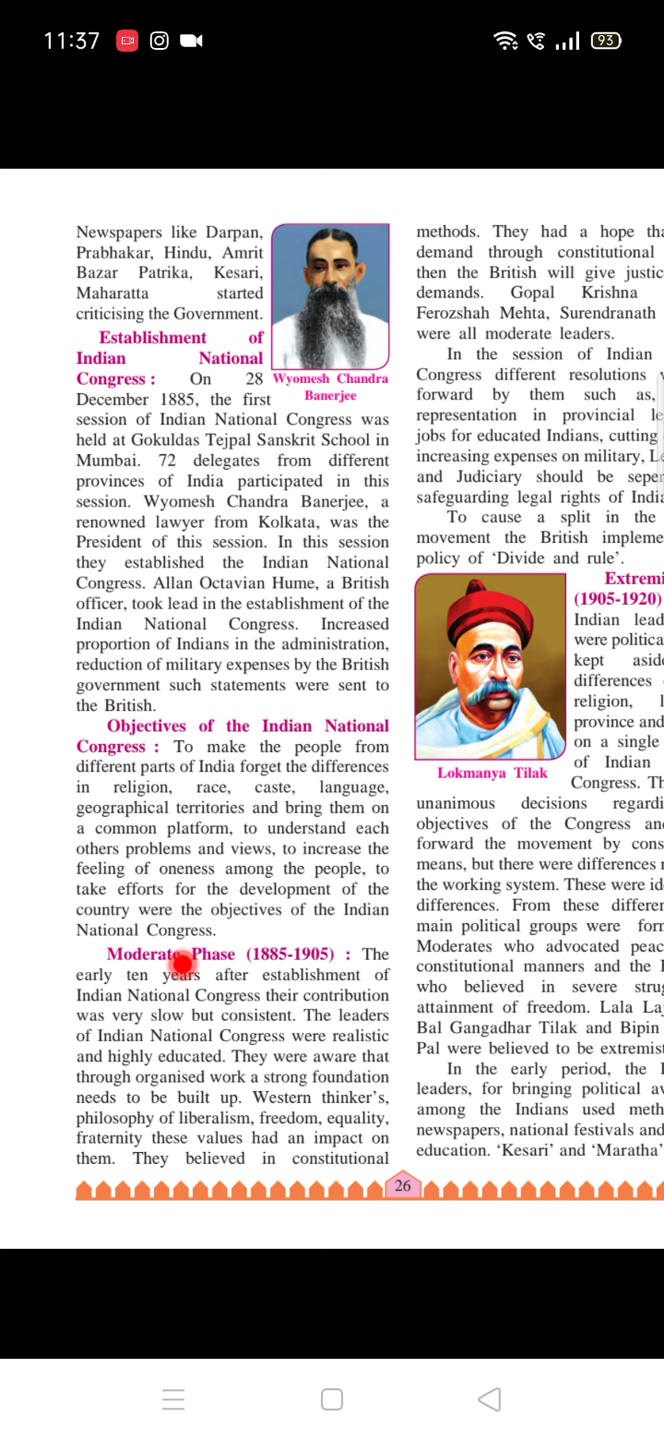 11:37
93
Newspapers like Darpan,
Prabhakar, Hindu, Amrit
Bazar Patrika, Kesari,
Maharatta started
criticising the Government.
Establishment of
Indian National
Congress : On 28
December 1885, the first
Wyomesh Chandra
Banerjee
session of Indian National Congress was
held at Gokuldas Tejpal Sanskrit School in
Mumbai. 72 delegates from different
provinces of India participated in this
session. Wyomesh Chandra Banerjee, a
renowned lawyer from Kolkata, was the
President of this session. In this session
they established the Indian National
Congress. Allan Octavian Hume, a British
officer, took lead in the establishment of the
Indian National Congress. Increased
proportion of Indians in the administration,
reduction of military expenses by the British
government such statements were sent to
the British.
Objectives of the Indian National
Congress : To make the people from
different parts of India forget the differences
in religion, race, caste, language,
geographical territories and bring them on
a common platform, to understand each
others problems and views, to increase the
feeling of oneness among the people, to
take efforts for the development of the
country were the objectives of the Indian
National Congress.
Moderate Phase (1885-1905) : The
early ten years after establishment of
Indian National Congress their contribution
was very slow but consistent. The leaders
of Indian National Congress were realistic
and highly educated. They were aware that
through organised work a strong foundation
needs to be built up. Western thinker's,
philosophy of liberalism, freedom, equality,
fraternity these values had an impact on
them. They believed in constitutional
methods. They had a hope
demand through constitutional
then the British will give
demands. Gopal Krishna
Ferozshah Mehta, Surendranath
were all moderate leaders.
In the session of Indian
Congress different resolutions
forward by them such as,
representation in provincial
jobs for educated Indians, cutting
increasing expenses on military,
and Judiciary should be
safeguarding legal rights of
To cause a split in the
movement the British
policy of 'Divide and rule'.
(1905-1920)
Indian
were
kept
differences
religion,
province and
on a single
of Indian
Congress.
Lokmanya Tilak
unanimous decisions
objectives of the Congress
forward the movement by
means, but there were differences
the working system. These were
differences. From these
main political groups were
Moderates who advocated
constitutional manners and the
who believed in severe
attainment of freedom. Lala
Bal Gangadhar Tilak and Bipin
Pal were believed to be
In the early period, the
leaders, for bringing political
among the Indians used
newspapers, national festivals and
education. 'Kesari' and 'Maratha'
26